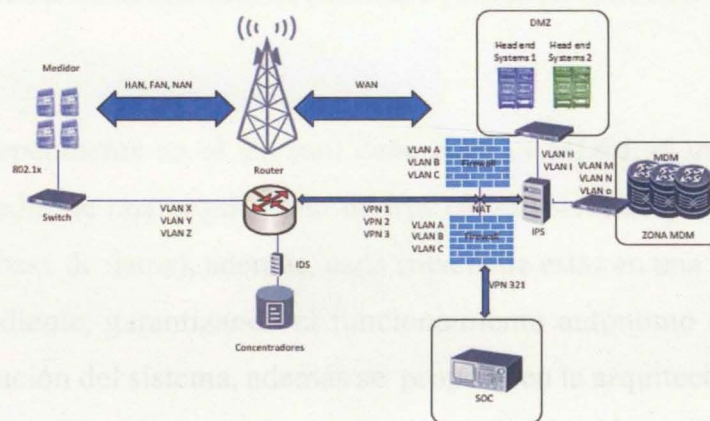 DMZ
Head end
Systems 1
Head end
Systems 2
Medidor
HAN, FAN, NAN
WAN
802.1x
Switch
VLAN X
VLAN Y
VLAN Z
Router
IDS
Concentradores
VPN 1
VPN 2
VPN 3
VLAN A
VLAN B
VLAN C
Firewall
NAT
VLAN A
VLAN B
VLAN C
Firewall
VLAN H
VLAN I
IPS
VLAN M
VLAN N
VLAN o
MDM
ZONA MDM
VPN 321
SOC